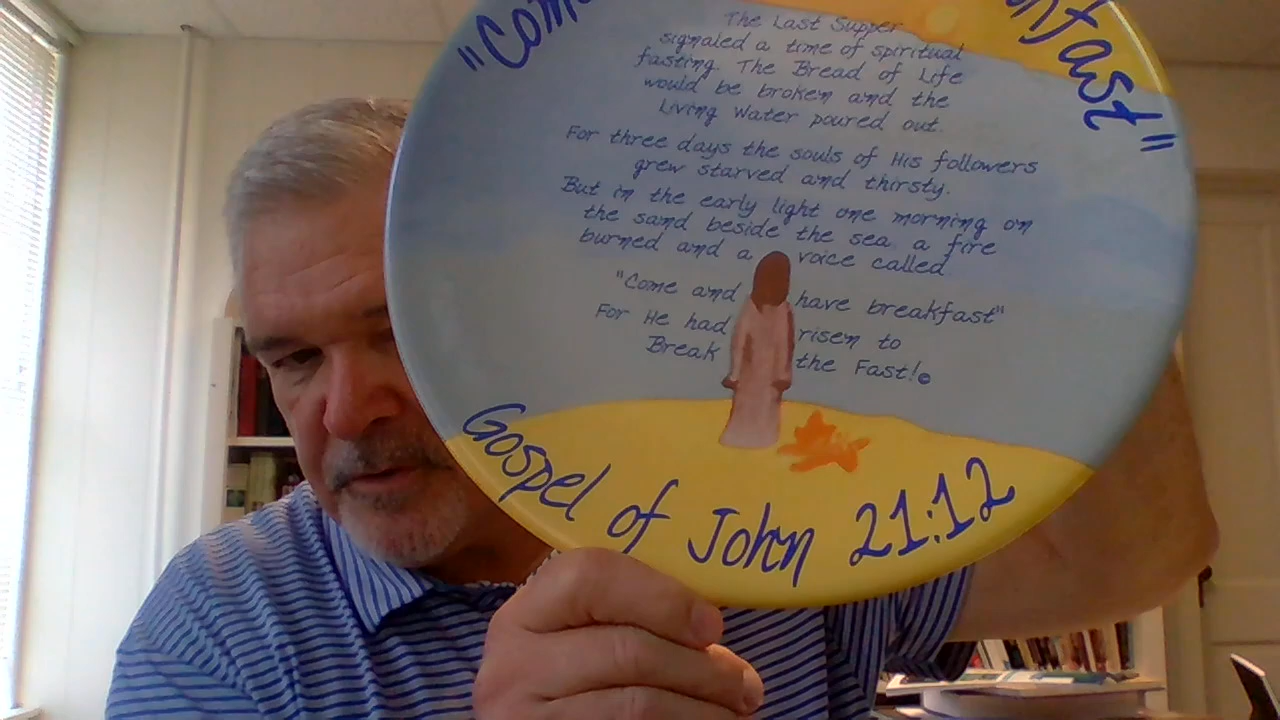 "Com
nfast"
The Last Supper
signaled a time of spiritual
fasting. The Bread of Life
would be broken and the
Living Water poured out.
For three days the souls of His followers
grew starved and thirsty.
But in the early light one morning on
the sand beside the sea a fire
burned and a voice called
"Come and have breakfast"
For He had risen to
Break the Fast!
Gospel of John 21:12